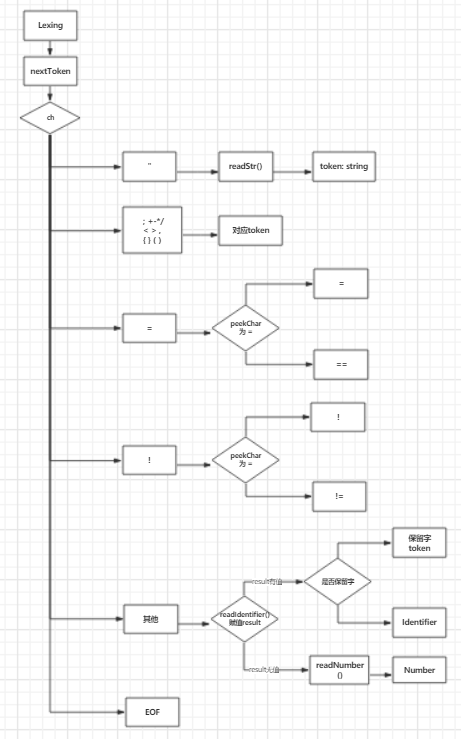 Lexing
nextToken
ch
"
readStr()
token: string
; +-*/
< > ,
{ } ( )
对应token
=
peekChar
为 =
=
==
!
peekChar
为 =
!
!=
其他
readIdentifier()
赋值result
result有值
是否保留字
保留字
token
Identifier
result无值
readNumber
()
Number
EOF